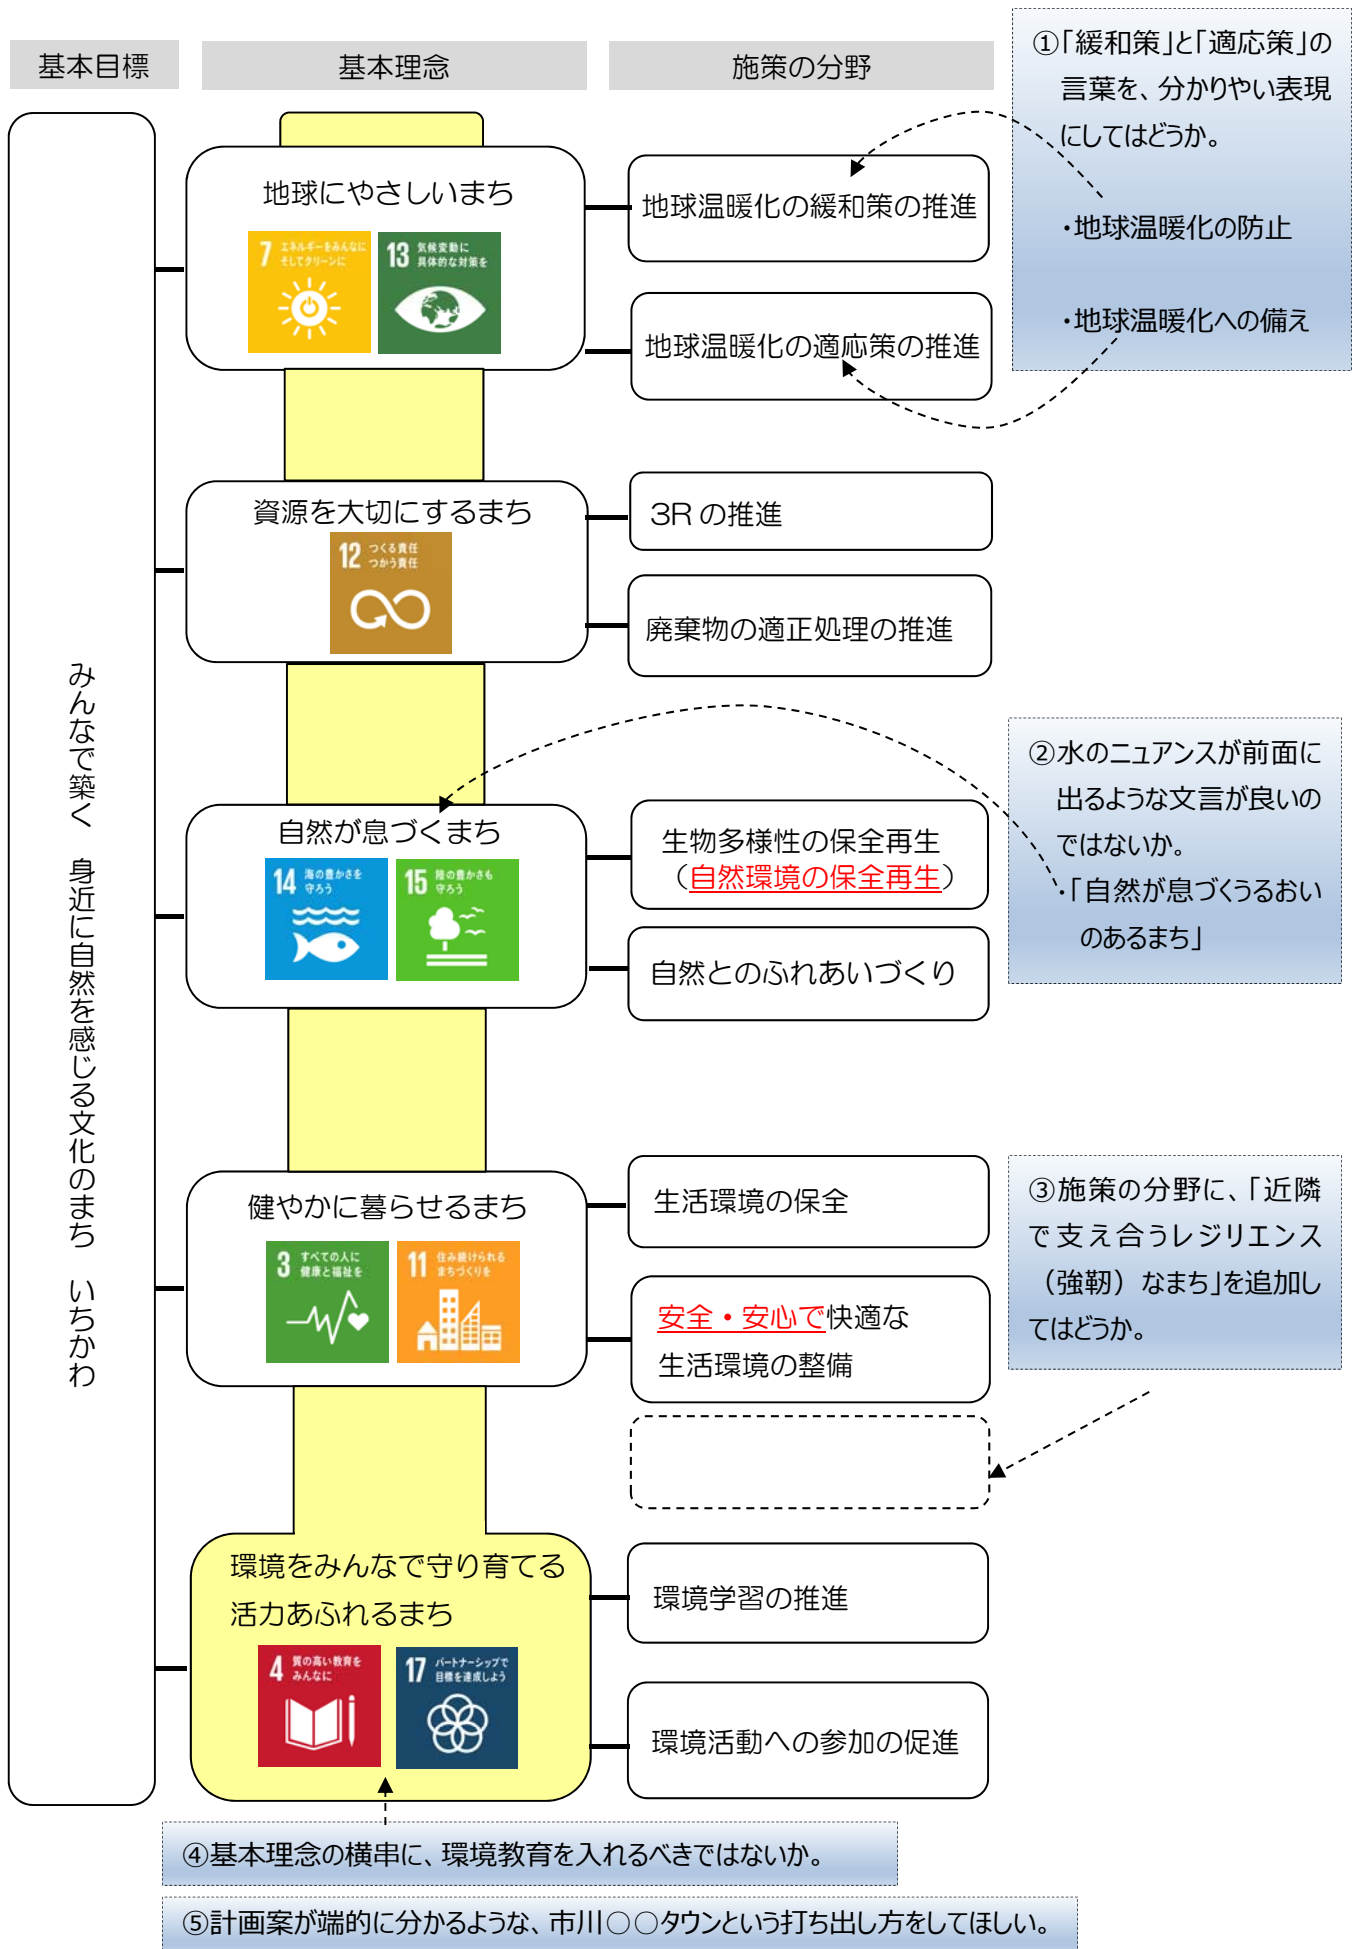 基本目標
基本理念
施策の分野
みんなで築く　身近に自然を感じる文化のまち　いちかわ
地球にやさしいまち
7 エネルギーをみんなに
そしてクリーンに
13 気候変動に
具体的な対策を
地球温暖化の緩和策の推進
地球温暖化の適応策の推進
①「緩和策」と「適応策」の
言葉を、分かりやい表現
にしてはどうか。
・地球温暖化の防止
・地球温暖化への備え
資源を大切にするまち
12 つくる責任
つかう責任
3R の推進
廃棄物の適正処理の推進
自然が息づくまち
14 海の豊かさを
守ろう
15 陸の豊かさも
守ろう
生物多様性の保全再生
（自然環境の保全再生）
自然とのふれあいづくり
②水のニュアンスが前面に
出るような文言が良いの
ではないか。
・「自然が息づくうるおい
のあるまち」
健やかに暮らせるまち
3 すべての人に
健康と福祉を
11 住み続けられる
まちづくりを
生活環境の保全
安全・安心で快適な
生活環境の整備
③施策の分野に、「近隣
で支え合うレジリエンス
（強靭）なまち」を追加し
てはどうか。
環境をみんなで守り育てる
活力あふれるまち
4 質の高い教育を
みんなに
17 パートナーシップで
目標を達成しよう
環境学習の推進
環境活動への参加の促進
④基本理念の横串に、環境教育を入れるべきではないか。
⑤計画案が端的に分かるような、市川○○タウンという打ち出し方をしてほしい。